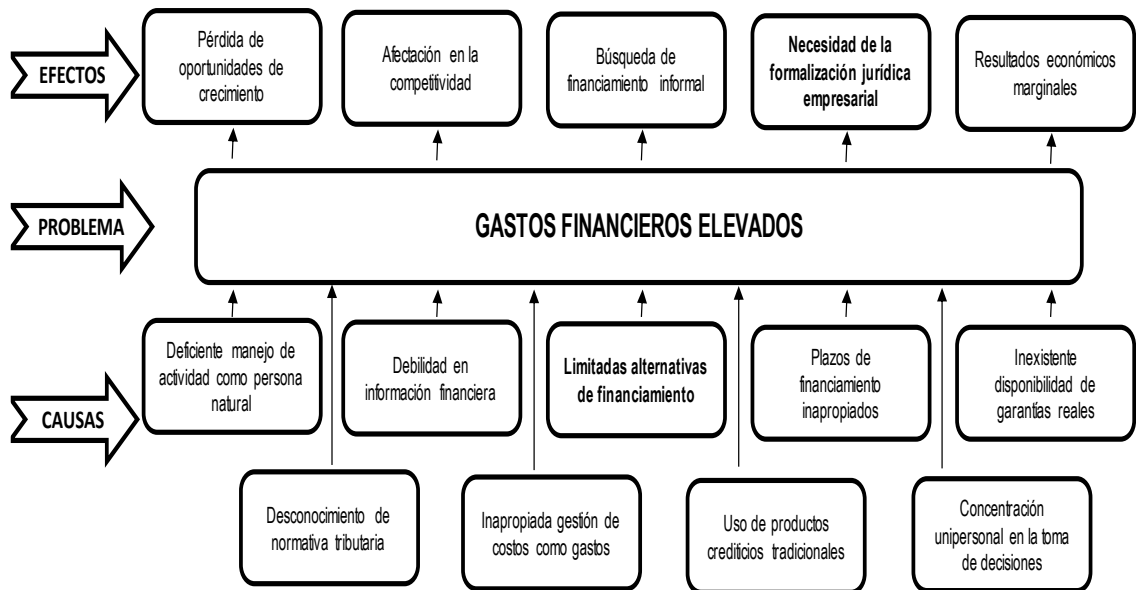 EFECTOS
Pérdida de
oportunidades de
crecimiento
Afectación en la
competitividad
Búsqueda de
financiamiento informal
Necesidad de la
formalización jurídica
empresarial
Resultados económicos
marginales
PROBLEMA
GASTOS FINANCIEROS ELEVADOS
CAUSAS
Deficiente manejo de
actividad como persona
natural
Debilidad en
información financiera
Limitadas alternativas
de financiamiento
Plazos de
financiamiento
inapropiados
Inexistente
disponibilidad de
garantías reales
Desconocimiento de
normativa tributaria
Inapropiada gestión de
costos como gastos
Uso de productos
crediticios tradicionales
Concentración
unipersonal en la toma
de decisiones